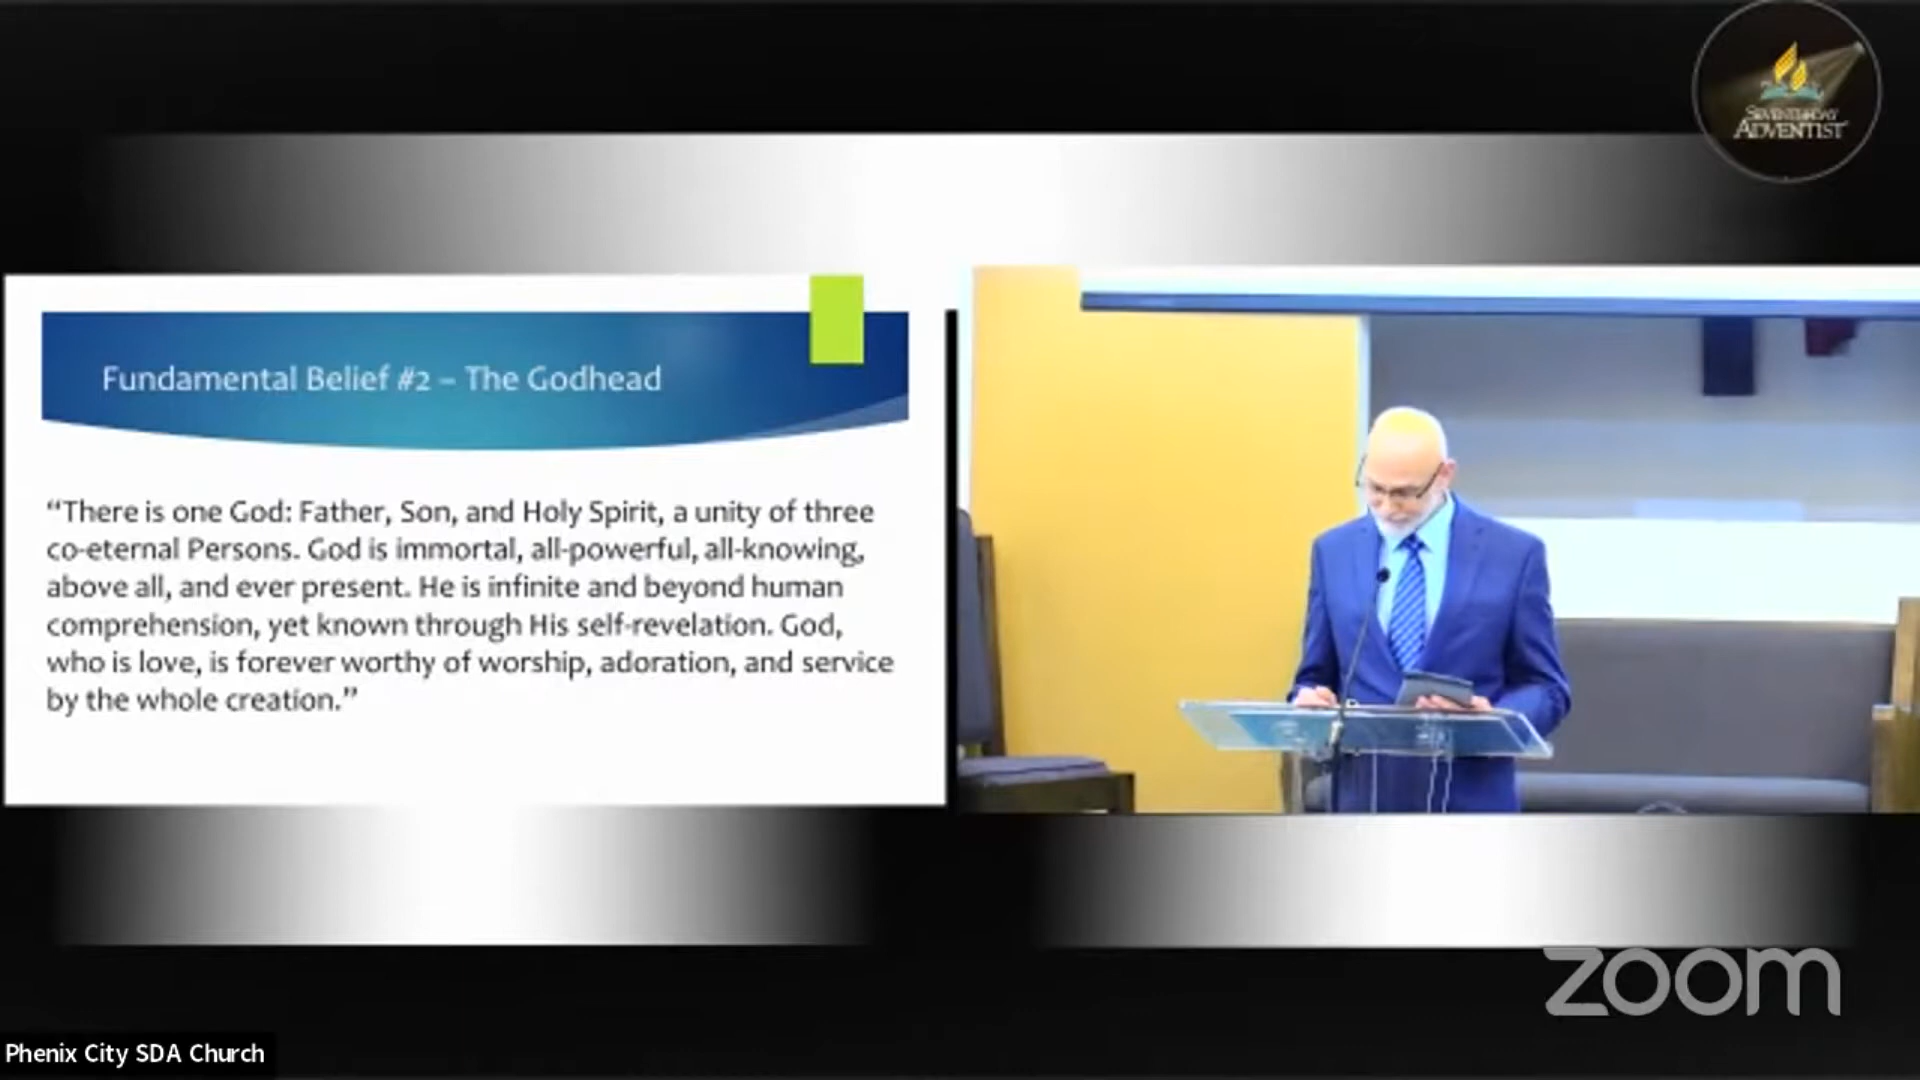 SEVENTH-DAY
ADVENTIST
Fundamental Belief #2 – The Godhead
“There is one God: Father, Son, and Holy Spirit, a unity of three
co-eternal Persons. God is immortal, all-powerful, all-knowing,
above all, and ever present. He is infinite and beyond human
comprehension, yet known through His self-revelation. God,
who is love, is forever worthy of worship, adoration, and service
by the whole creation.”
zoom
Phenix City SDA Church